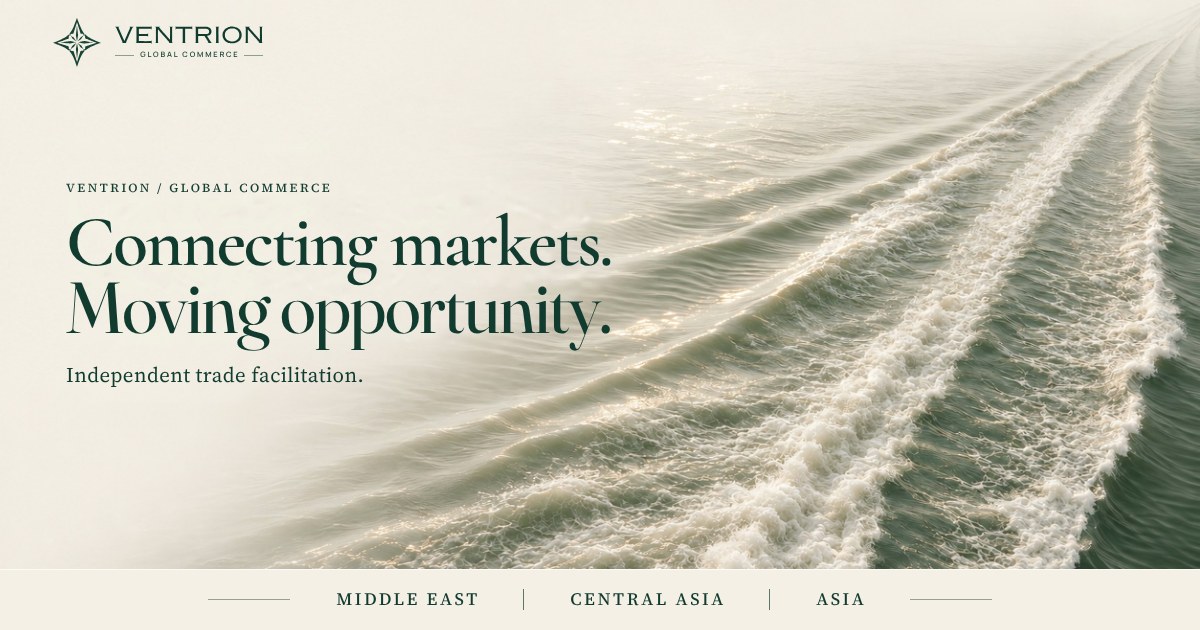 VENTRION
GLOBAL COMMERCE
VENTRION / GLOBAL COMMERCE
Connecting markets.
Moving opportunity.
Independent trade facilitation.
MIDDLE EAST | CENTRAL ASIA | ASIA